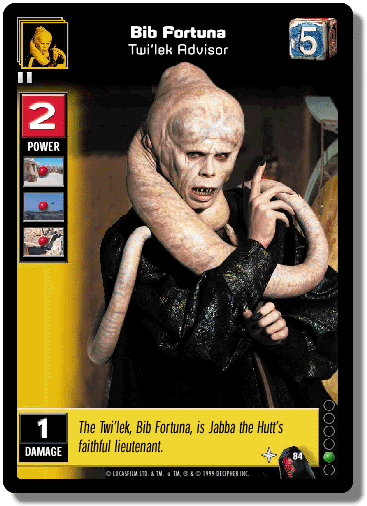 Bib Fortuna
Twi'lek Advisor
5
2
POWER
1
DAMAGE
The Twi'lek, Bib Fortuna, is Jabba the Hutt's
faithful lieutenant.
84
© LUCASFILM LTD. & TM. ® TM, ® & © 1999 DECIPHER INC.